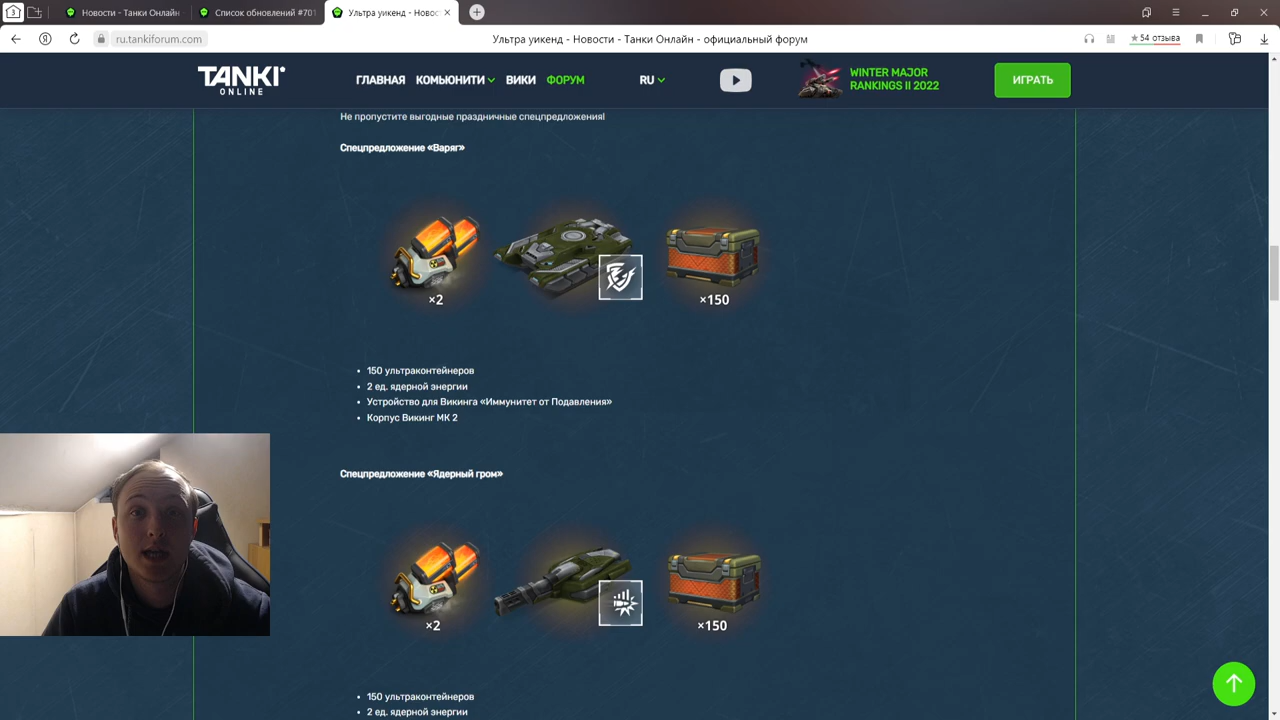 3
Новости - Танки Онлайн
Список обновлений #701
Ультра уикенд - Новос
ru.tankiforum.com
Ультра уикенд - Новости - Танки Онлайн - официальный форум
★54 отзыва
TANKI
ONLINE
ГЛАВНАЯ
КОМЬЮНИТИ
ВИКИ
ФОРУМ
RU
WINTER MAJOR
RANKINGS II 2022
ИГРАТЬ
Не пропустите выгодные праздничные спецпредложения!
Спецпредложение «Варяг»
×2
×150
• 150 ультраконтейнеров
• 2 ед. ядерной энергии
• Устройство для Викинга «Иммунитет от Подавления»
• Корпус Викинг МК 2
Спецпредложение «Ядерный гром»
×2
×150
• 150 ультраконтейнеров
• 2 ед. ядерной энергии